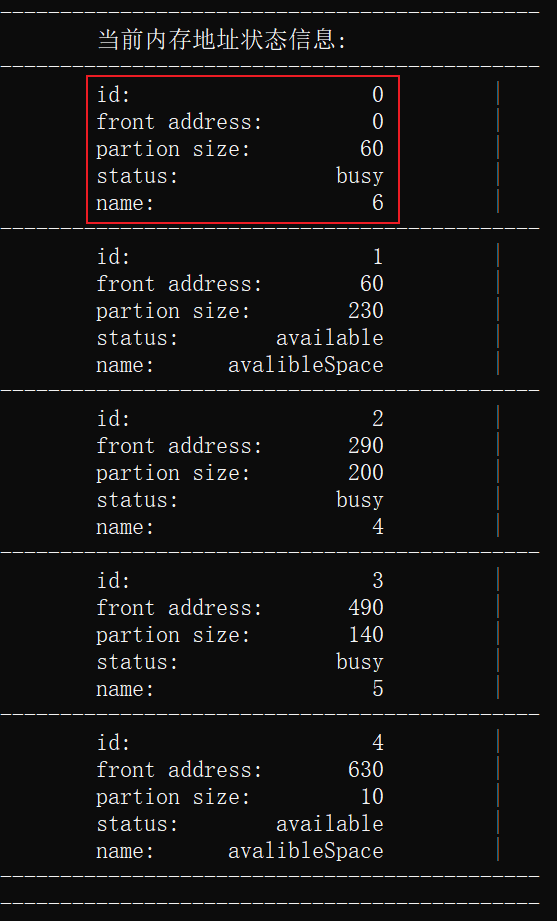 当前内存地址状态信息:
id: 0
front address: 0
partion size: 60
status: busy
name: 6
id: 1
front address: 60
partion size: 230
status: available
name: avalibleSpace
id: 2
front address: 290
partion size: 200
status: busy
name: 4
id: 3
front address: 490
partion size: 140
status: busy
name: 5
id: 4
front address: 630
partion size: 10
status: available
name: avalibleSpace